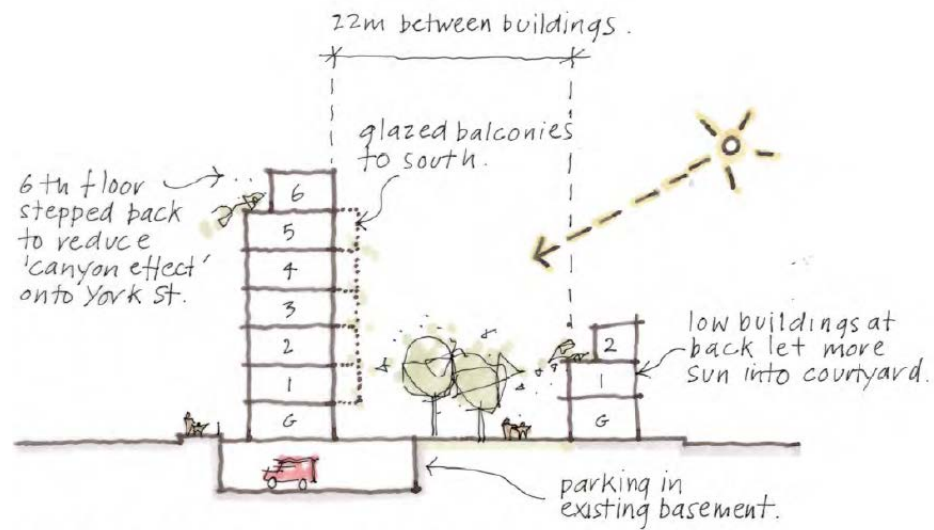 22m between buildings.
glazed balconies
to south.
6th floor
stepped back
to reduce
'canyon effect'
onto York St.
6
5
4
3
2
1
G
2
1
G
low buildings at
back let more
sun into courtyard.
parking in
existing basement.